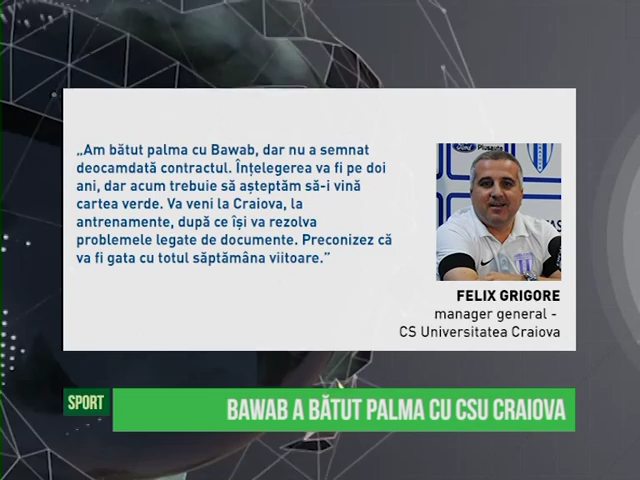 „Am bătut palma cu Bawab, dar nu a semnat
deocamdată contractul. Înțelegerea va fi pe doi
ani, dar acum trebuie să așteptăm să-i vină
cartea verde. Va veni la Craiova, la
antrenamente, după ce își va rezolva
problemele legate de documente. Preconizez că
va fi gata cu totul săptămâna viitoare.”
Ford
Plusauto
FELIX GRIGORE
manager general -
CS Universitatea Craiova
SPORT
BAWAB A BĂTUT PALMA CU CSU CRAIOVA